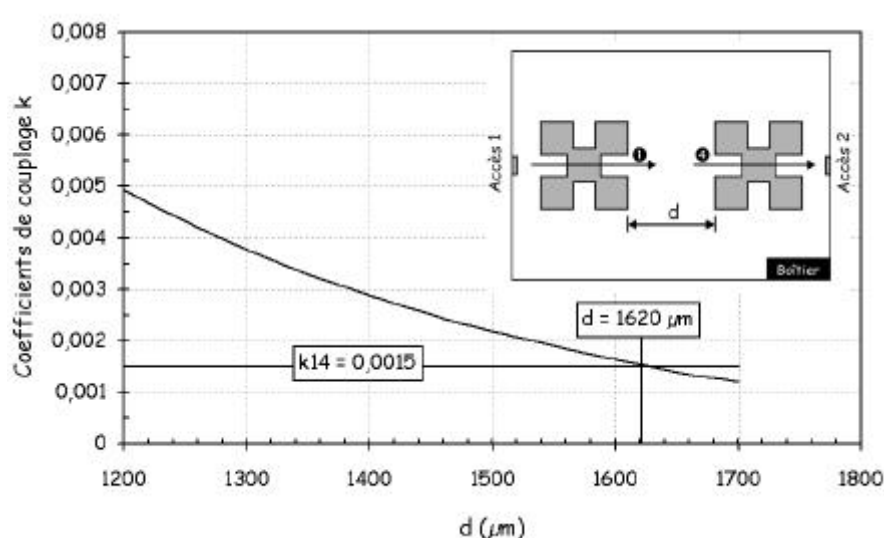 Coefficients de couplage k
0,008
0,007
0,006
0,005
0,004
0,003
0,002
0,001
0
1200
1300
1400
1500
1600
1700
1800
d (µm)
k14 = 0,0015
d = 1620 µm
Accès 1
1
4
Accès 2
d
Boîtier